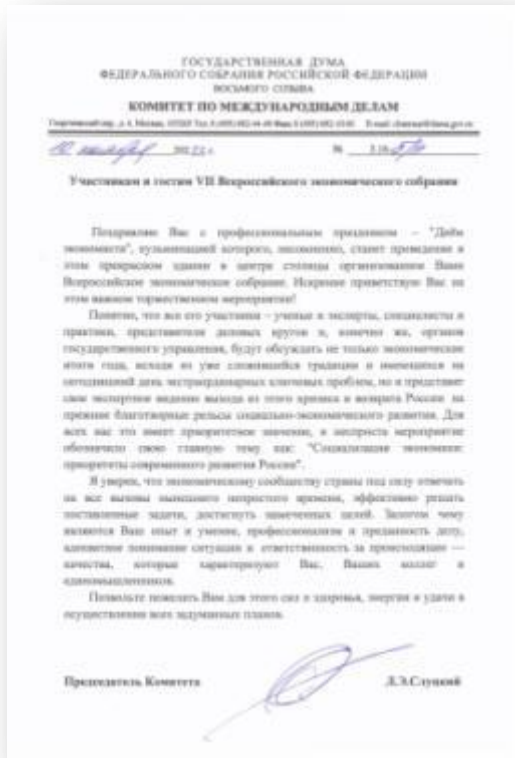 ГОСУДАРСТВЕННАЯ ДУМА
ФЕДЕРАЛЬНОГО СОБРАНИЯ РОССИЙСКОЙ ФЕДЕРАЦИИ
ВОСЬМОГО СОЗЫВА
КОМИТЕТ ПО МЕЖДУНАРОДНЫМ ДЕЛАМ
Участникам и гостям VII Всероссийского экономического собрания
Поздравляю Вас с профессиональным праздником – "Днём
экономиста", кульминацией которого, несомненно, станет проведение в
этом прекрасном здании в центре столицы организованное Вами
Всероссийское экономическое собрание. Искренне приветствую Вас на
этом важном торжественном мероприятии!
Понятно, что все его участники – ученые и эксперты, специалисты и
практики, представители деловых кругов и, конечно же, органов
государственного управления, будут обсуждать не только экономические
итоги года, исходя из уже сложившейся традиции и имеющихся на
сегодняшний день экстраординарных ключевых проблем, но и представят
свое экспертное видение выхода из этого кризиса и возврата России на
прежние благотворные рельсы социально-экономического развития. Для
всех нас это имеет приоритетное значение, и неспроста мероприятие
обозначило свою главную тему как: "Социализация экономики:
приоритеты современного развития России".
Я уверен, что экономическому сообществу страны под силу отвечать
на все вызовы нынешнего непростого времени, эффективно решать
поставленные задачи, достигнуть намеченных целей. Залогом чему
являются Ваш опыт и умение, профессионализм и преданность делу,
адекватное понимание ситуации и ответственность за происходящее —
качества, которые характеризуют Вас, Ваших коллег и
единомышленников.
Позвольте пожелать Вам для этого сил и здоровья, энергии и удачи в
осуществлении всех задуманных планов.
Председатель Комитета Л.Э.Слуцкий